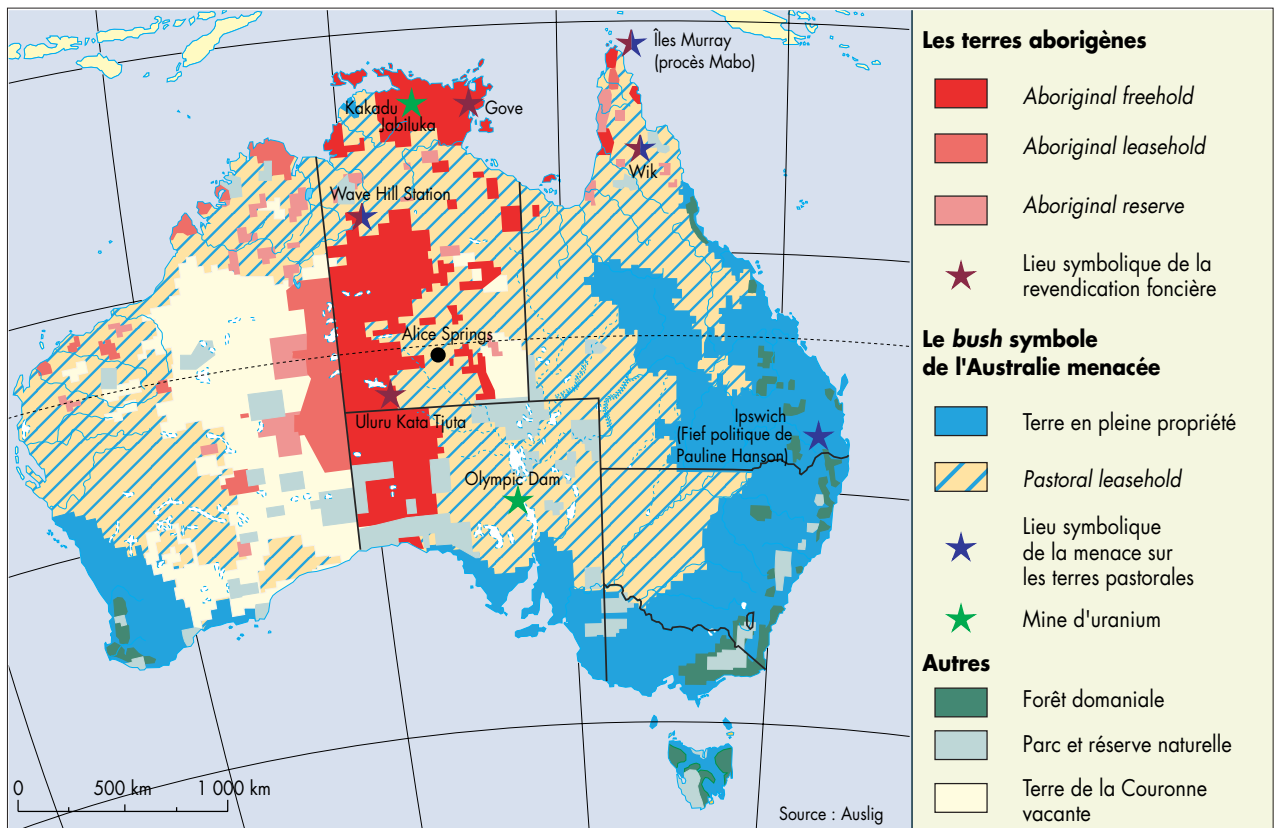 Îles Murray
(procès Mabo)
Kakadu
Jabiluka
Gove
Wik
Wave Hill Station
Alice Springs
Uluru Kata Tjuta
Ipswich
(Fief politique de
Pauline Hanson)
Olympic Dam
0 500 km 1 000 km
Source : Auslig
Les terres aborigènes
Aboriginal freehold
Aboriginal leasehold
Aboriginal reserve
Lieu symbolique de la
revendication foncière
Le bush symbole
de l'Australie menacée
Terre en pleine propriété
Pastoral leasehold
Lieu symbolique
de la menace sur
les terres pastorales
Mine d'uranium
Autres
Forêt domaniale
Parc et réserve naturelle
Terre de la Couronne
vacante